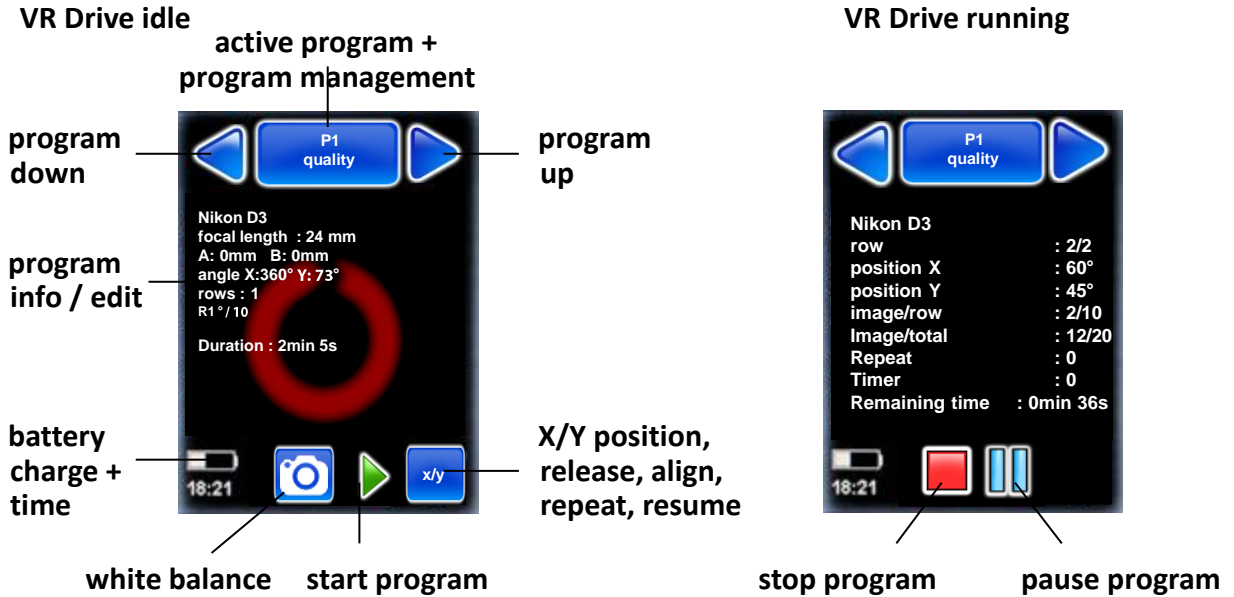 VR Drive idle
VR Drive running
active program +
program management
program
down
program
up
program
info / edit
battery
charge +
time
X/Y position,
release, align,
repeat, resume
white balance
start program
P1
quality
Nikon D3
focal length : 24 mm
A: 0mm B: 0mm
angle X:360° Y: 73°
rows : 1
R1 ° / 10
Duration : 2min 5s
18:21
x/y
P1
quality
Nikon D3
row : 2/2
position X : 60°
position Y : 45°
image/row : 2/10
Image/total : 12/20
Repeat : 0
Timer : 0
Remaining time : 0min 36s
18:21
stop program
pause program